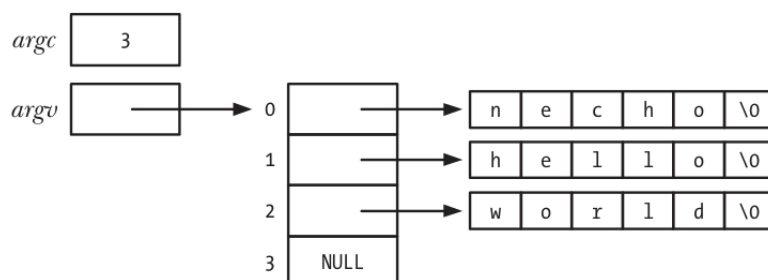 argc 3
argv 0 n e c h o \0
1 h e l l o \0
2 w o r l d \0
3 NULL